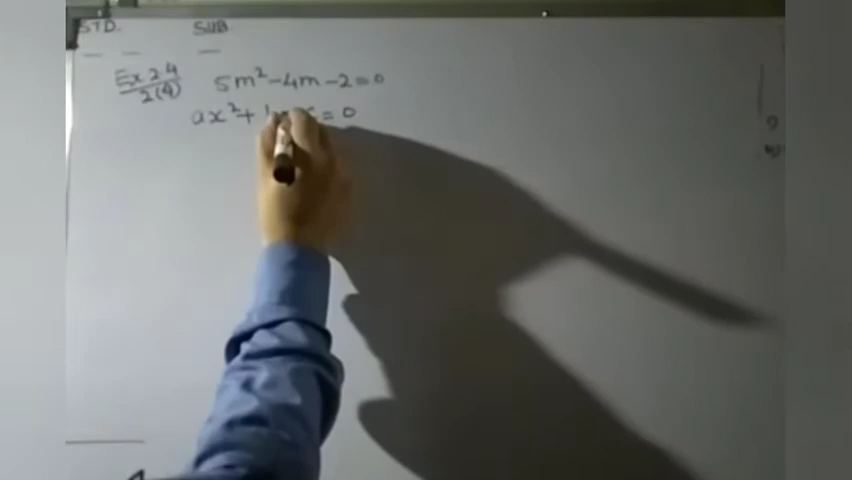 STD. SUB.
Ex 2.4 5m² - 4m - 2 = 0
2(4)
ax² + = 0